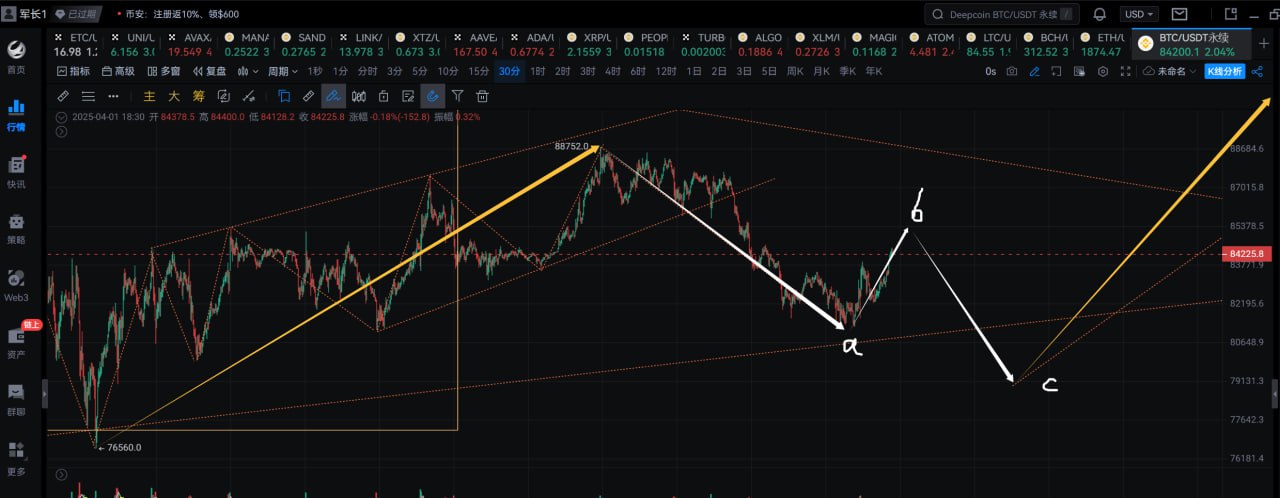 军长1 已过期 币安：注册返10%、领$600 Deepcoin BTC/USDT 永续 / USD
ETC/U UNI/U AVAX/ MAN/ SAND LINK/ XTZ/U AAVE/ ADA/U XRP/U PEOPL TURB ALGO XLM/U MAGIC ATOM LTC/U BCH/U ETH/U BTC/USDT永续
16.98 1.2 6.156 3.0 19.549 4 0.2522 3 0.2765 2 13.978 3 0.673 3.0 167.50 4 0.6774 2 2.1559 3 0.01518 0.002003 0.1886 4 0.2726 3 0.1168 2 4.481 2. 84.55 1.5 312.52 3 1874.47 84200.1 2.04%
首页
指标 高级 多窗 复盘 周期 1秒 1分 分时 3分 5分 10分 15分 30分 1时 2时 3时 4时 6时 8时 12时 1日 2日 3日 5日 周K 月K 季K 年K 0s 未命名 K线分析
主 大 筹
行情
2025-04-01 18:30 开 84378.5 高 84400.0 低 84128.2 收 84225.8 涨幅 -0.18%(-152.8) 振幅 0.32%
88752.0
88684.6
快讯
87015.8
b
85378.5
策略
84225.8
83771.9
Web3
82195.6
链上
资产
a
80648.9
c
79131.3
群聊
77642.3
76560.0
76181.4
更多